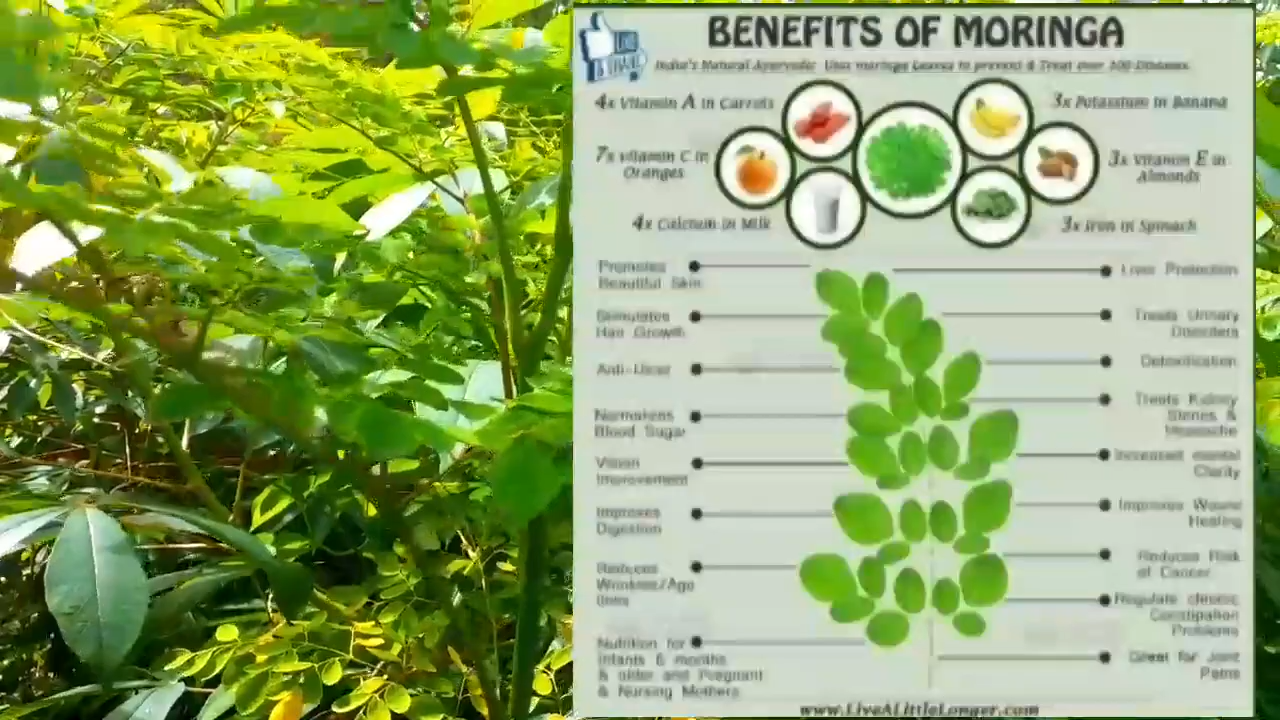 BENEFITS OF MORINGA
India's Natural Ayurvedic Uses moringa Leaves to prevent & Treat over 300 Diseases
4x Vitamin A in Carrots
3x Potassium in Banana
7x vitamin C in
Oranges
3x Vitamin E in
Almonds
4x Calcium in Milk
3x Iron in Spinach
Promotes
Beautiful Skin
Liver Protection
Stimulates
Hair Growth
Treats Urinary
Disorders
Anti-Ulcer
Detoxification
Normalizes
Blood Sugar
Treats Kidney
Stones &
Headache
Vision
Improvement
Increased mental
Clarity
Improves
Digestion
Improves Wound
Healing
Reduces
Wrinkles/Age
lines
Reduces Risk
of Cancer
Regulate chronic
Constipation
Problems
Nutrition for
Infants 6 months
& older and Pregnant
& Nursing Mothers
Great for Joint
Pains
www.LiveALittleLonger.com